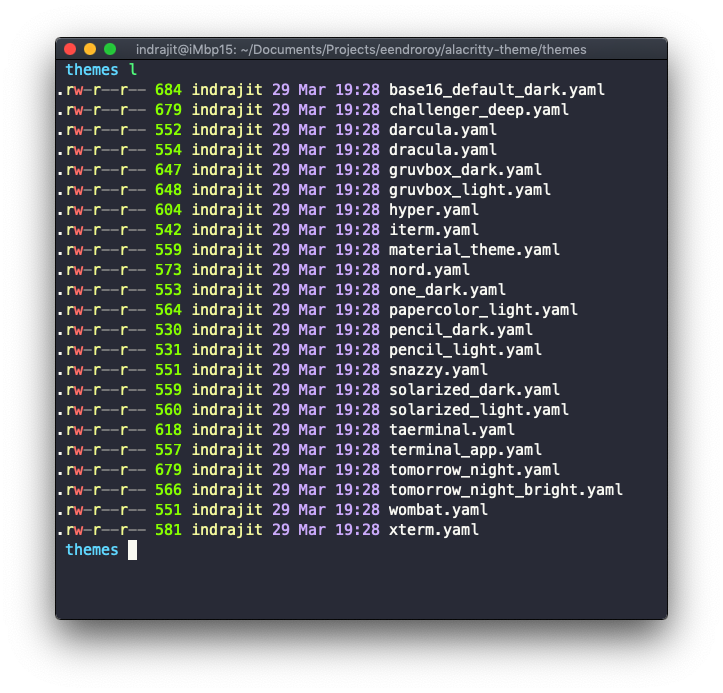 indrajit@iMbp15: ~/Documents/Projects/eendroroy/alacritty-theme/themes
themes l
.rw-r--r-- 684 indrajit 29 Mar 19:28 base16_default_dark.yaml
.rw-r--r-- 679 indrajit 29 Mar 19:28 challenger_deep.yaml
.rw-r--r-- 552 indrajit 29 Mar 19:28 darcula.yaml
.rw-r--r-- 554 indrajit 29 Mar 19:28 dracula.yaml
.rw-r--r-- 647 indrajit 29 Mar 19:28 gruvbox_dark.yaml
.rw-r--r-- 648 indrajit 29 Mar 19:28 gruvbox_light.yaml
.rw-r--r-- 604 indrajit 29 Mar 19:28 hyper.yaml
.rw-r--r-- 542 indrajit 29 Mar 19:28 iterm.yaml
.rw-r--r-- 559 indrajit 29 Mar 19:28 material_theme.yaml
.rw-r--r-- 573 indrajit 29 Mar 19:28 nord.yaml
.rw-r--r-- 553 indrajit 29 Mar 19:28 one_dark.yaml
.rw-r--r-- 564 indrajit 29 Mar 19:28 papercolor_light.yaml
.rw-r--r-- 530 indrajit 29 Mar 19:28 pencil_dark.yaml
.rw-r--r-- 531 indrajit 29 Mar 19:28 pencil_light.yaml
.rw-r--r-- 551 indrajit 29 Mar 19:28 snazzy.yaml
.rw-r--r-- 559 indrajit 29 Mar 19:28 solarized_dark.yaml
.rw-r--r-- 560 indrajit 29 Mar 19:28 solarized_light.yaml
.rw-r--r-- 618 indrajit 29 Mar 19:28 taerminal.yaml
.rw-r--r-- 557 indrajit 29 Mar 19:28 terminal_app.yaml
.rw-r--r-- 679 indrajit 29 Mar 19:28 tomorrow_night.yaml
.rw-r--r-- 566 indrajit 29 Mar 19:28 tomorrow_night_bright.yaml
.rw-r--r-- 551 indrajit 29 Mar 19:28 wombat.yaml
.rw-r--r-- 581 indrajit 29 Mar 19:28 xterm.yaml
themes